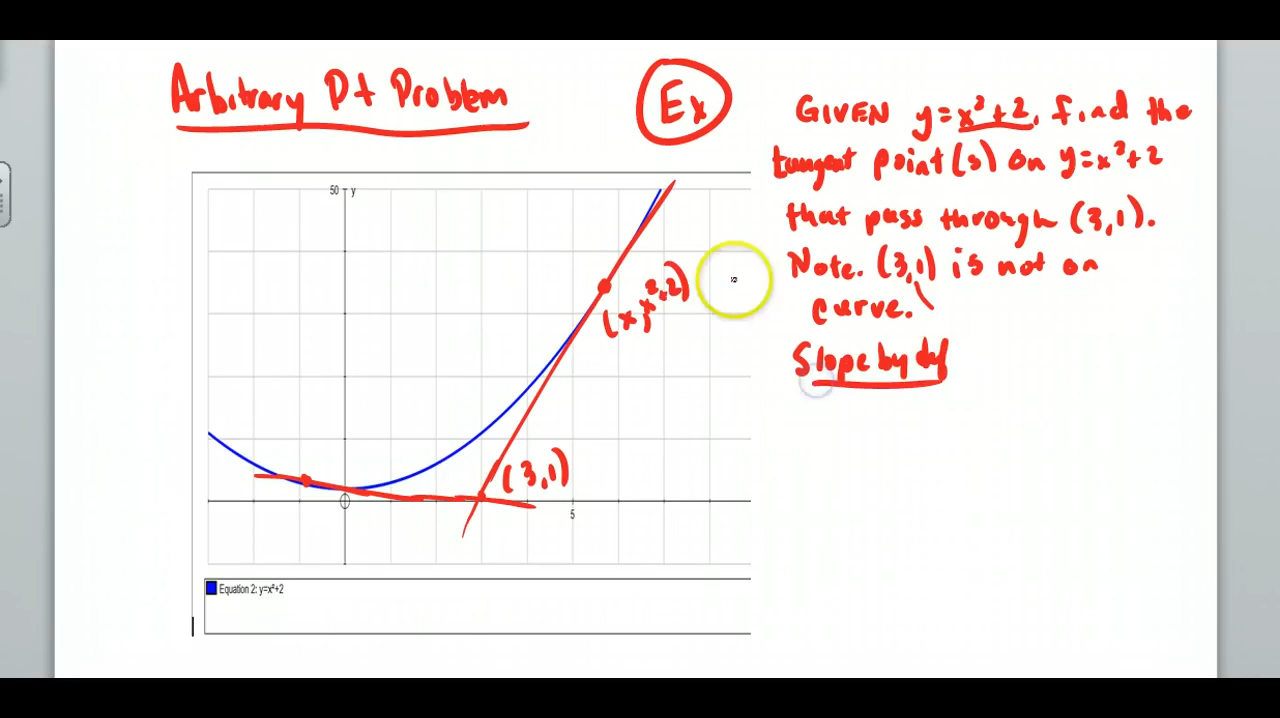 Arbitrary Pt Problem
Ex
GIVEN y=x²+2, find the
tangent point(s) on y=x²+2
that pass through (3,1).
Note. (3,1) is not on
curve.
Slope by def
50 y
(x, x²+2)
(3,1)
0
5
Equation 2: y=x²+2